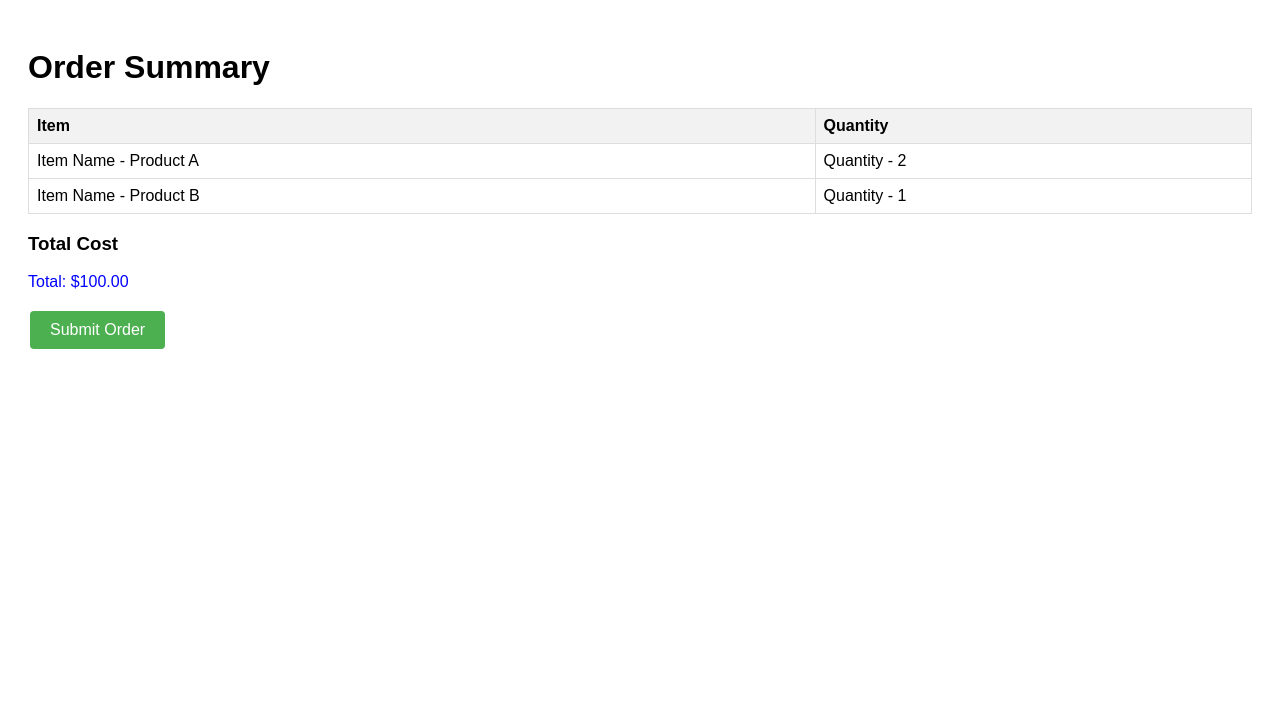 Order Summary
Item Quantity
Item Name - Product A Quantity - 2
Item Name - Product B Quantity - 1
Total Cost
Total: $100.00
Submit Order